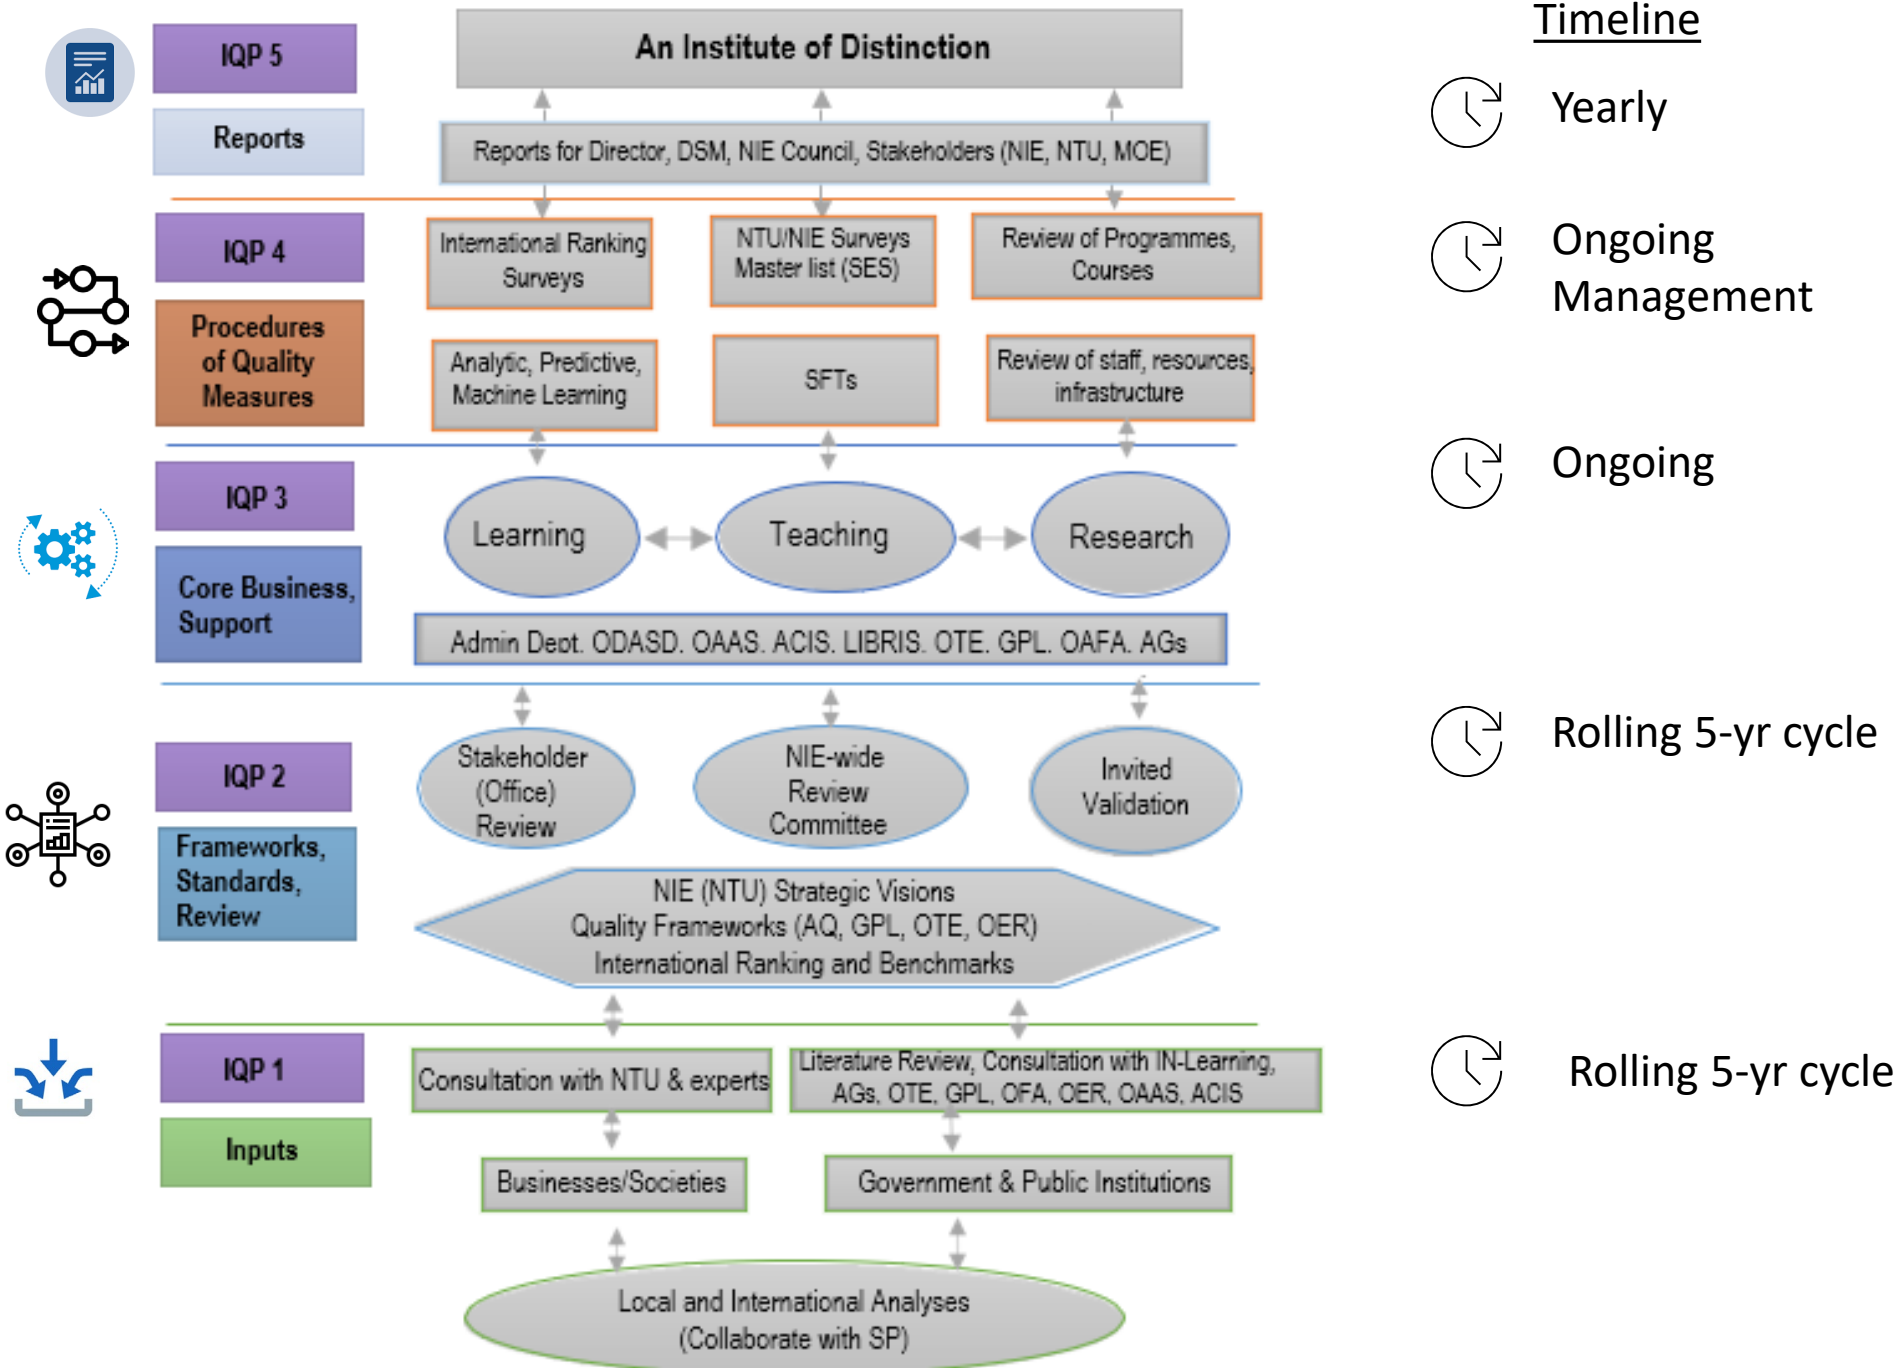 Timeline
IQP 5
An Institute of Distinction
Yearly
Reports
Reports for Director, DSM, NIE Council, Stakeholders (NIE, NTU, MOE)
IQP 4
International Ranking
Surveys
NTU/NIE Surveys
Master list (SES)
Review of Programmes,
Courses
Ongoing
Management
Procedures
of Quality
Measures
Analytic, Predictive,
Machine Learning
SFTs
Review of staff, resources,
infrastructure
IQP 3
Ongoing
Learning
Teaching
Research
Core Business,
Support
Admin Dept. ODASD. OAAS. ACIS. LIBRIS. OTE. GPL. OAFA. AGs
IQP 2
Stakeholder
(Office)
Review
NIE-wide
Review
Committee
Invited
Validation
Rolling 5-yr cycle
Frameworks,
Standards,
Review
NIE (NTU) Strategic Visions
Quality Frameworks (AQ, GPL, OTE, OER)
International Ranking and Benchmarks
IQP 1
Consultation with NTU & experts
Literature Review, Consultation with IN-Learning,
AGs, OTE, GPL, OFA, OER, OAAS, ACIS
Rolling 5-yr cycle
Inputs
Businesses/Societies
Government & Public Institutions
Local and International Analyses
(Collaborate with SP)